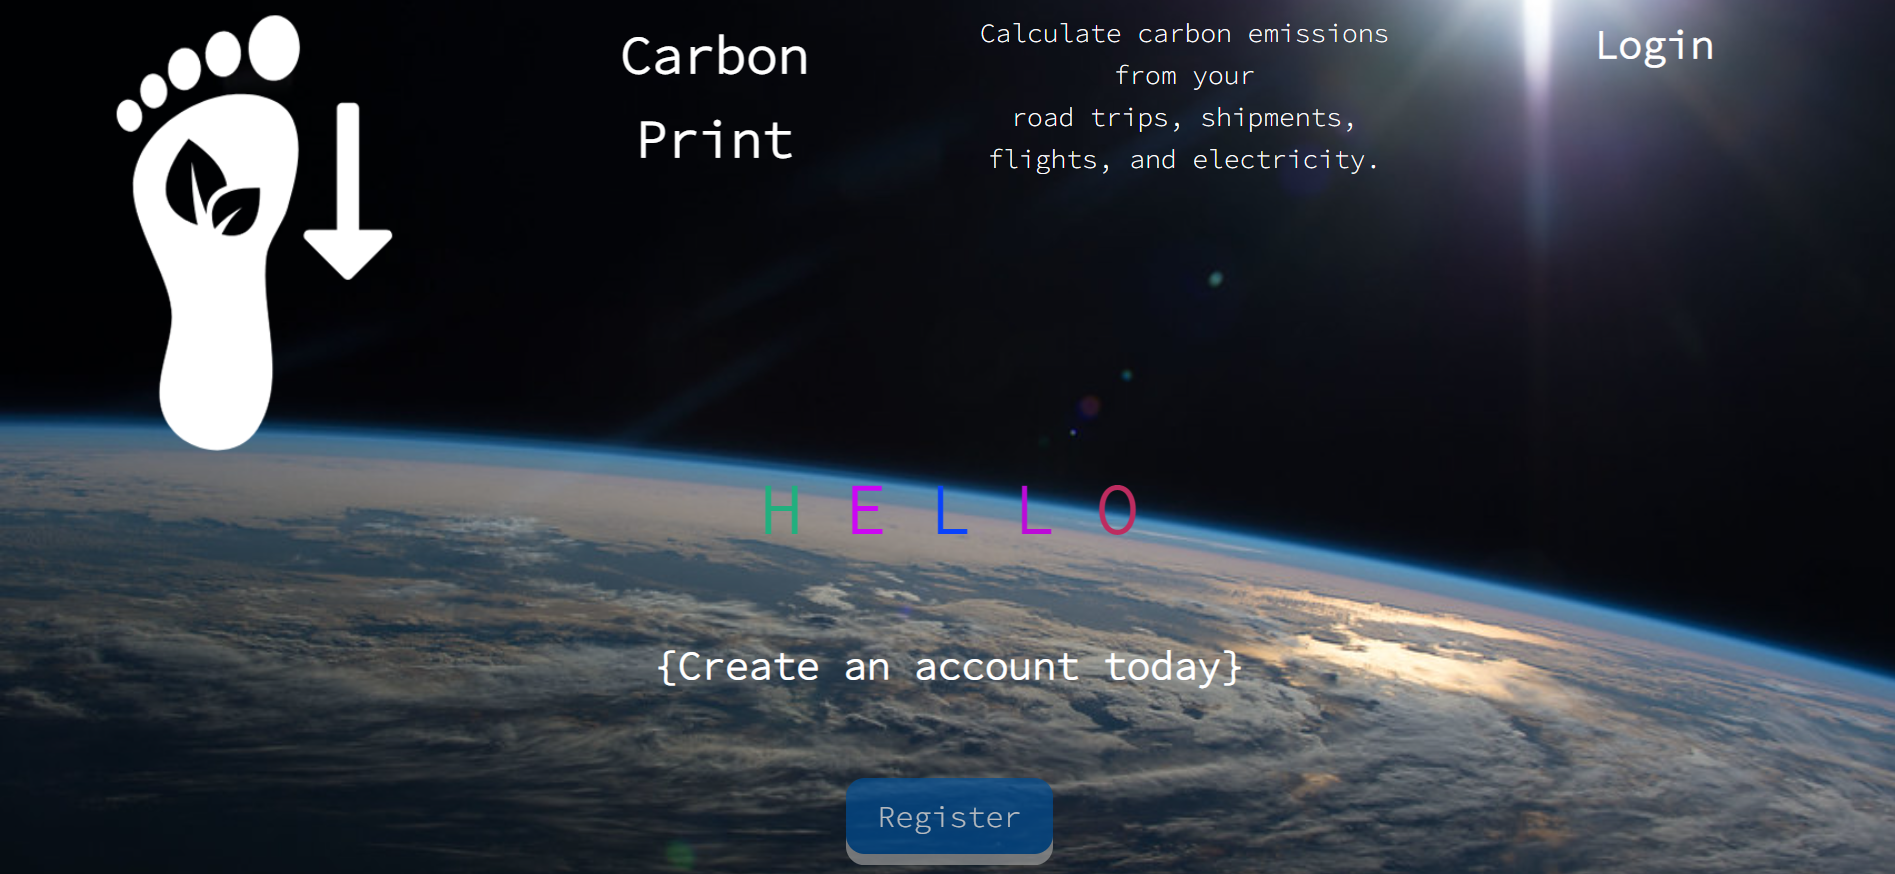 Carbon
Print
Calculate carbon emissions
from your
road trips, shipments,
flights, and electricity.
Login
H E L L O
{Create an account today}
Register